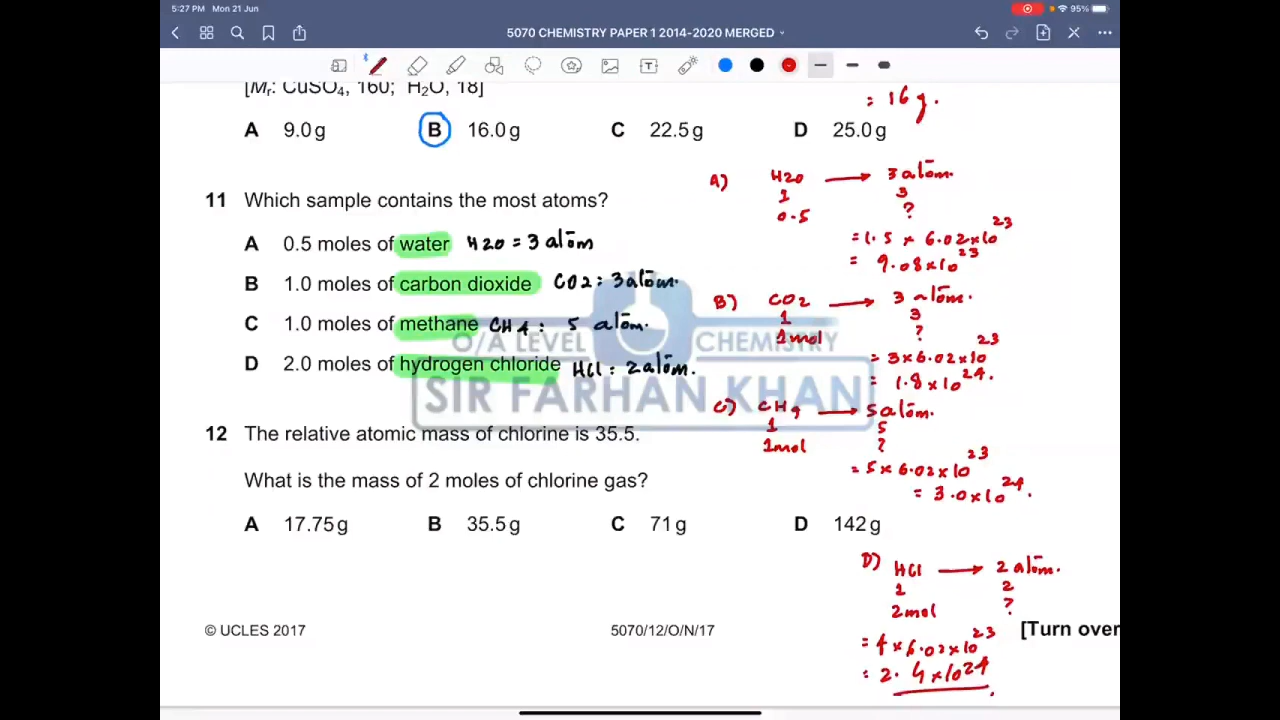 5:27 PM Mon 21 Jun
95%
5070 CHEMISTRY PAPER 1 2014-2020 MERGED
[Mr: CuSO4, 160; H2O, 18]
= 16 g.
A 9.0 g B 16.0 g C 22.5 g D 25.0 g
11 Which sample contains the most atoms?
A 0.5 moles of water H2O = 3 atom
B 1.0 moles of carbon dioxide CO2 : 3 atom.
C 1.0 moles of methane CH4 : 5 atom.
D 2.0 moles of hydrogen chloride HCl : 2 atom.
O/A LEVEL CHEMISTRY
SIR FARHAN KHAN
12 The relative atomic mass of chlorine is 35.5.
What is the mass of 2 moles of chlorine gas?
A 17.75 g B 35.5 g C 71 g D 142 g
A) H2O → 3 atom.
1 3
0.5 ?
= 1.5 × 6.02×10^23
= 9.08×10^23
B) CO2 → 3 atom.
1 3
1mol ?
= 3×6.02×10^23
= 1.8×10^24.
C) CH4 → 5 atom.
1 5
1mol ?
= 5×6.02×10^23
= 3.0×10^24.
D) HCl → 2 atom.
1 2
2mol ?
= 4×6.02×10^23
= 2.4×10^24
© UCLES 2017 5070/12/O/N/17 [Turn over